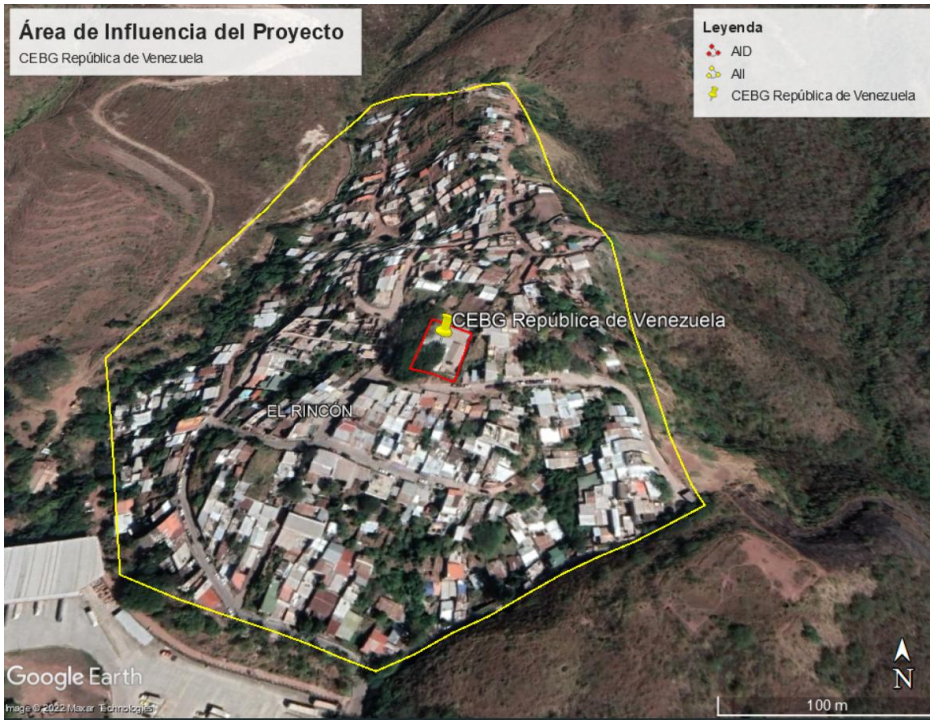 Área de Influencia del Proyecto
CEBG República de Venezuela
Leyenda
AID
AII
CEBG República de Venezuela
CEBG República de Venezuela
EL RINCÓN
Google Earth
Image © 2022 Maxar Technologies
N
100 m